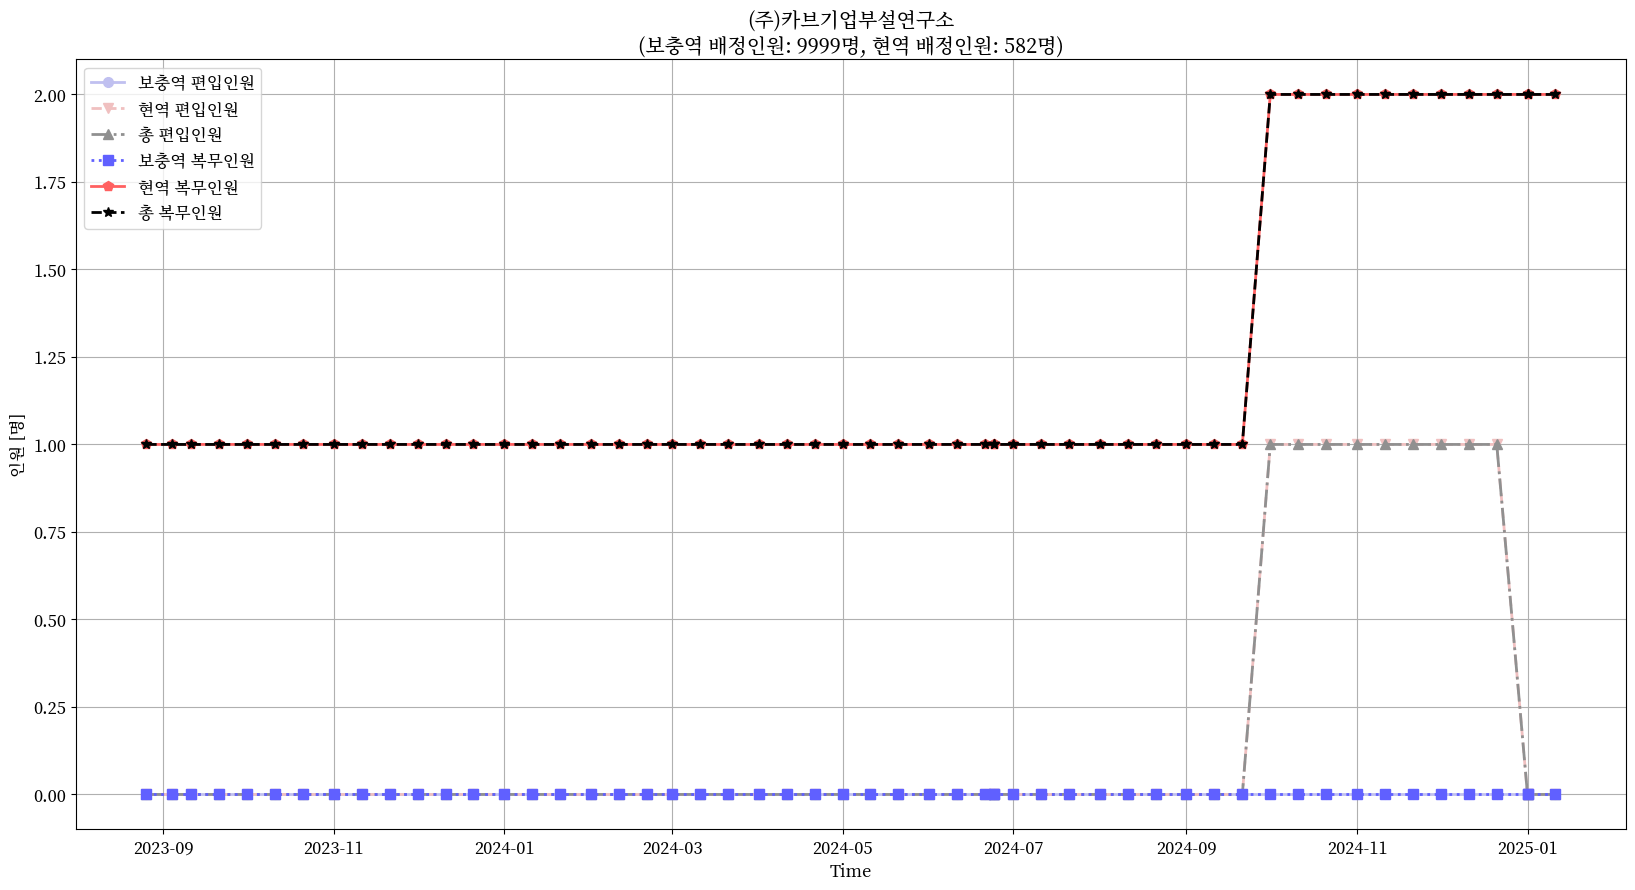 (주)카브기업부설연구소
(보충역 배정인원: 9999명, 현역 배정인원: 582명)
보충역 편입인원
현역 편입인원
총 편입인원
보충역 복무인원
현역 복무인원
총 복무인원
2.00
1.75
1.50
1.25
1.00
0.75
0.50
0.25
0.00
인원 [명]
2023-09 2023-11 2024-01 2024-03 2024-05 2024-07 2024-09 2024-11 2025-01
Time